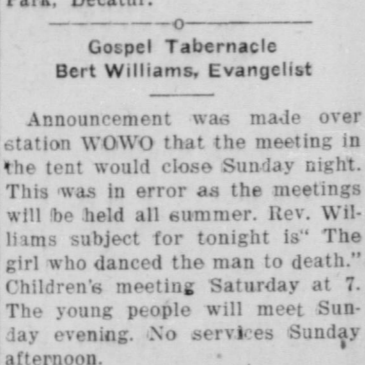 Park, Decatur.
Gospel Tabernacle
Bert Williams, Evangelist
Announcement was made over
station WOWO that the meeting in
the tent would close Sunday night.
This was in error as the meetings
will be held all summer. Rev. Wil-
liams subject for tonight is" The
girl who danced the man to death."
Children's meeting Saturday at 7.
The young people will meet Sun-
day evening. No services Sunday
afternoon.